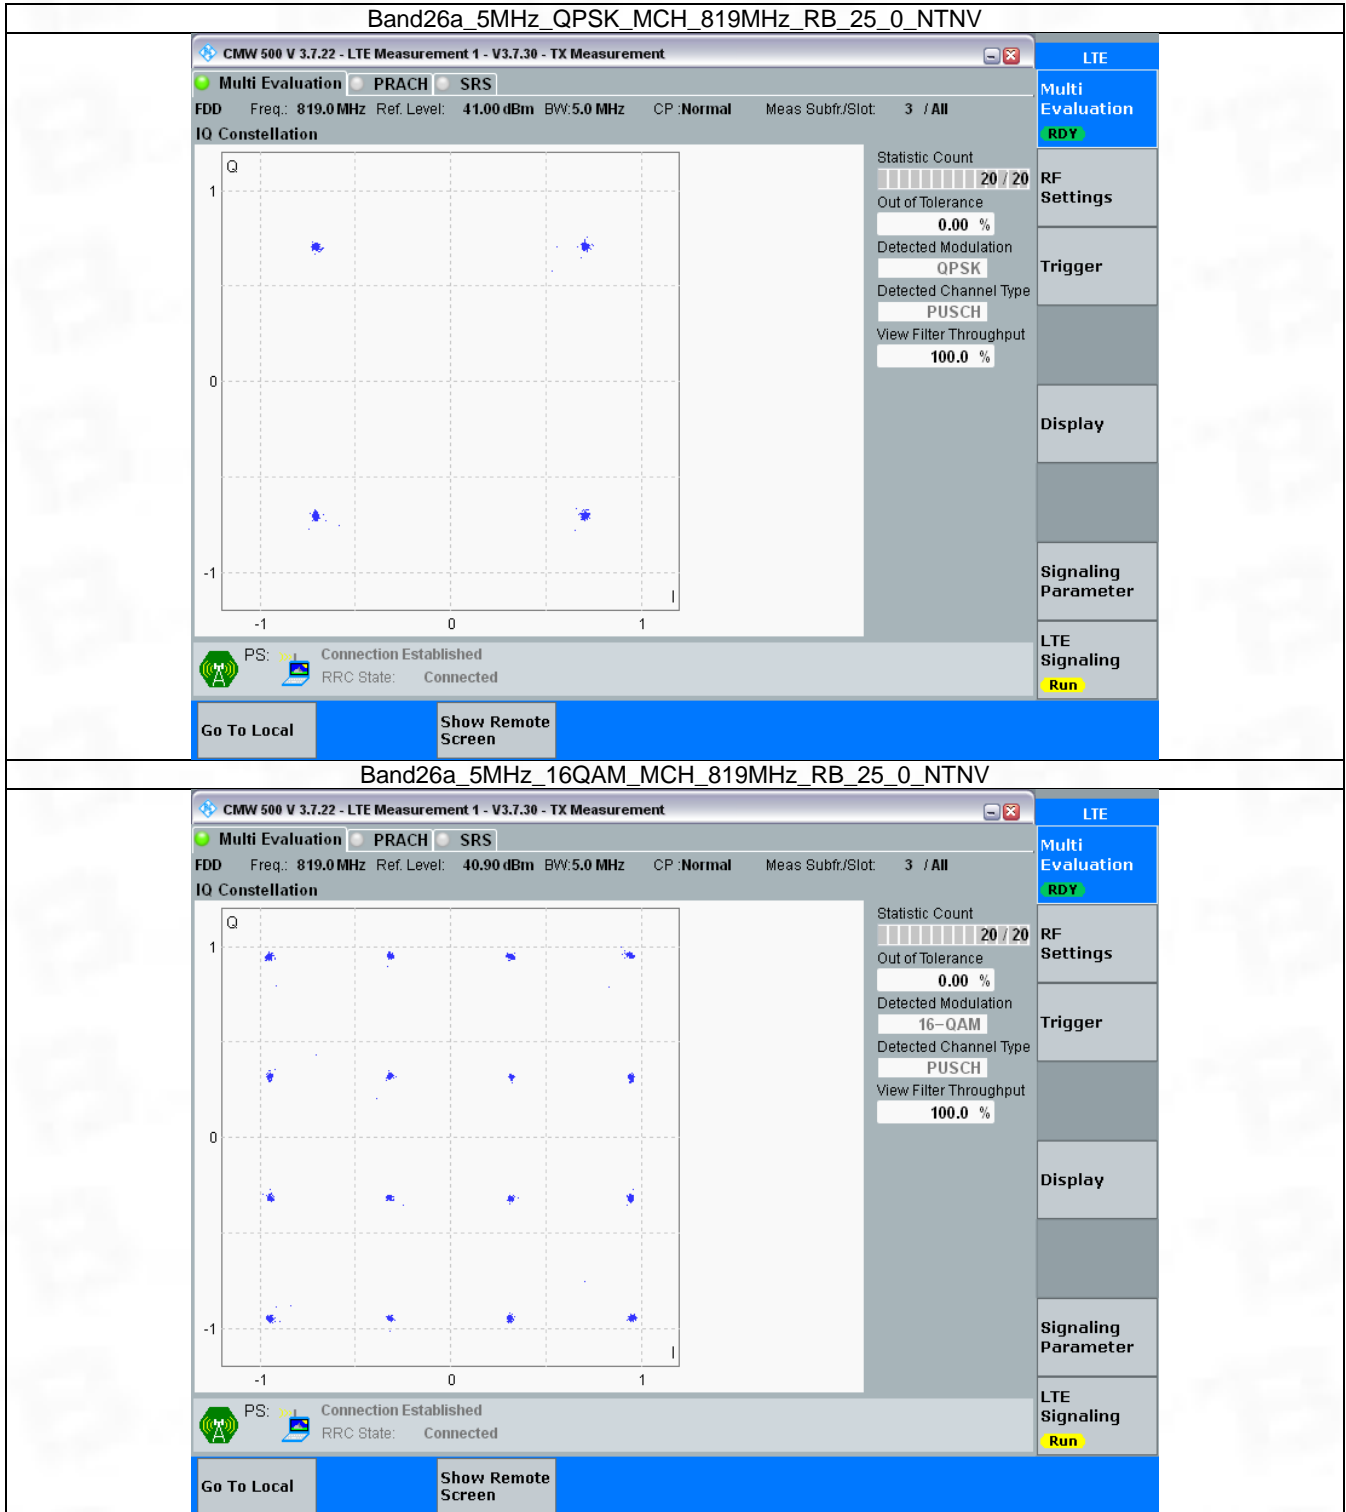 Band26a_5MHz_QPSK_MCH_819MHz_RB_25_0_NTNV
CMW 500 V 3.7.22 - LTE Measurement 1 - V3.7.30 - TX Measurement
LTE
Multi Evaluation PRACH SRS
Multi
Evaluation
RDY
FDD Freq.: 819.0 MHz Ref. Level: 41.00 dBm BW:5.0 MHz CP :Normal Meas Subfr./Slot: 3 / All
IQ Constellation
Q
1
0
-1
I
-1 0 1
Statistic Count
20 / 20
Out of Tolerance
0.00 %
Detected Modulation
QPSK
Detected Channel Type
PUSCH
View Filter Throughput
100.0 %
RF
Settings
Trigger
Display
Signaling
Parameter
LTE
Signaling
Run
PS: Connection Established
RRC State: Connected
Go To Local
Show Remote
Screen
Band26a_5MHz_16QAM_MCH_819MHz_RB_25_0_NTNV
CMW 500 V 3.7.22 - LTE Measurement 1 - V3.7.30 - TX Measurement
LTE
Multi Evaluation PRACH SRS
Multi
Evaluation
RDY
FDD Freq.: 819.0 MHz Ref. Level: 40.90 dBm BW:5.0 MHz CP :Normal Meas Subfr./Slot: 3 / All
IQ Constellation
Q
1
0
-1
I
-1 0 1
Statistic Count
20 / 20
Out of Tolerance
0.00 %
Detected Modulation
16-QAM
Detected Channel Type
PUSCH
View Filter Throughput
100.0 %
RF
Settings
Trigger
Display
Signaling
Parameter
LTE
Signaling
Run
PS: Connection Established
RRC State: Connected
Go To Local
Show Remote
Screen